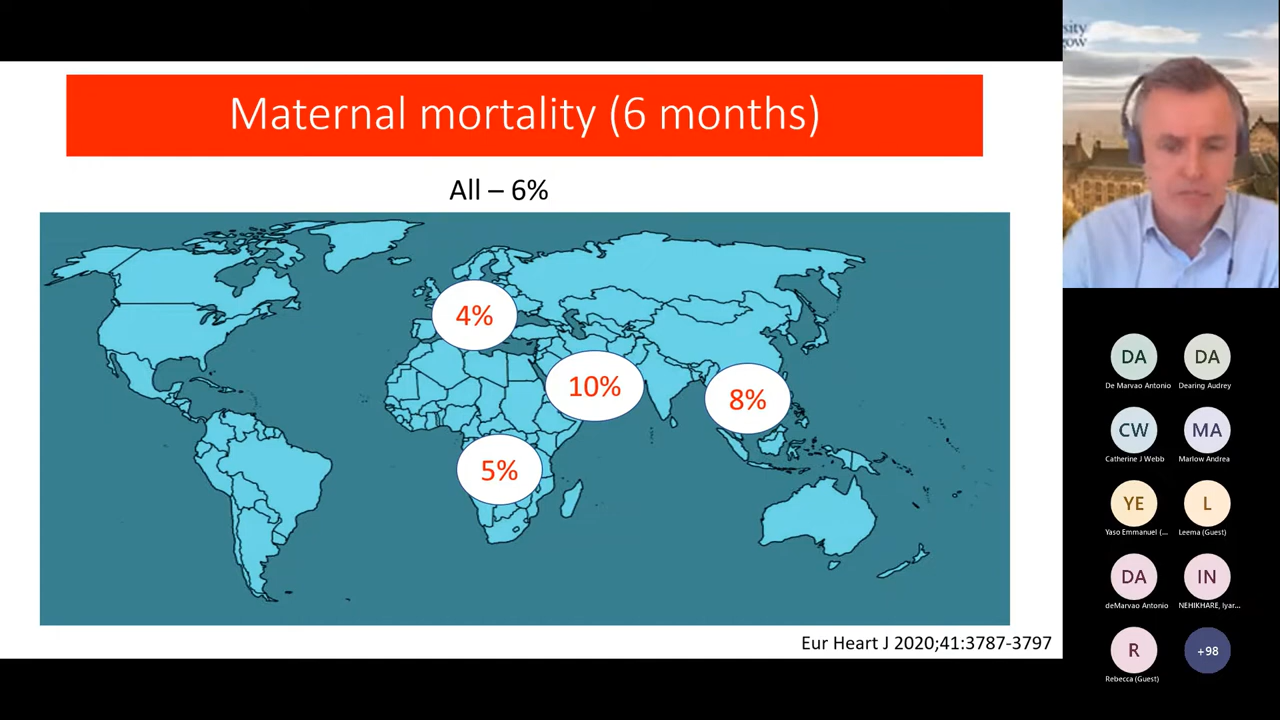 Maternal mortality (6 months)
All – 6%
4%
10%
8%
5%
Eur Heart J 2020;41:3787-3797
sity
gow
DA
De Marvao Antonio
DA
Dearing Audrey
CW
Catherine J Webb
MA
Marlow Andrea
YE
Yaso Emmanuel (...
L
Leema (Guest)
DA
deMarvao Antonio
IN
NEHIKHARE, Iyar...
R
Rebecca (Guest)
+98